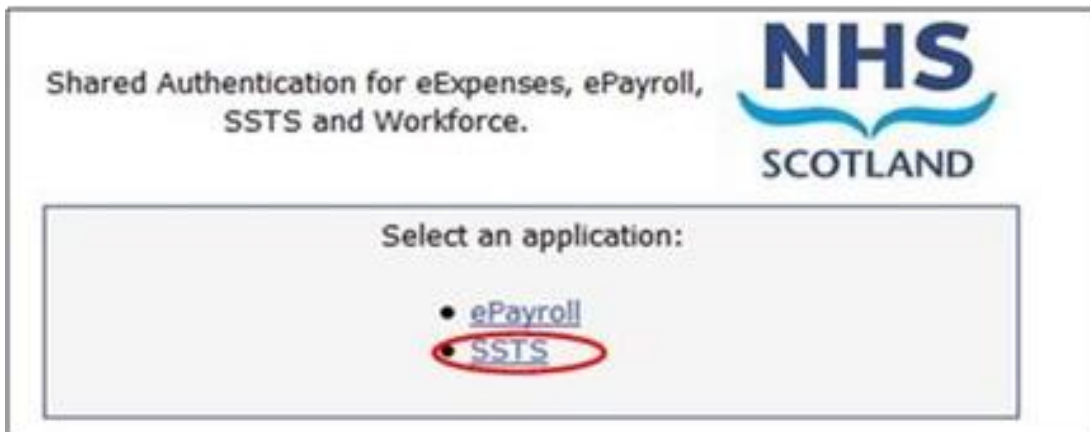 Shared Authentication for eExpenses, ePayroll,
SSTS and Workforce.
NHS
SCOTLAND
Select an application:
• ePayroll
• SSTS